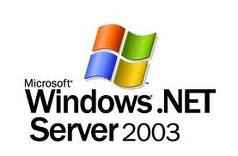 Microsoft®
Windows .NET
Server 2003